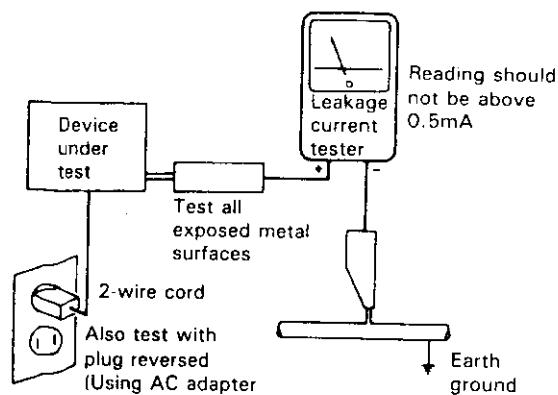 Device
under
test
Leakage
current
tester
+
-
Reading should
not be above
0.5mA
Test all
exposed metal
surfaces
2-wire cord
Also test with
plug reversed
(Using AC adapter
Earth
ground